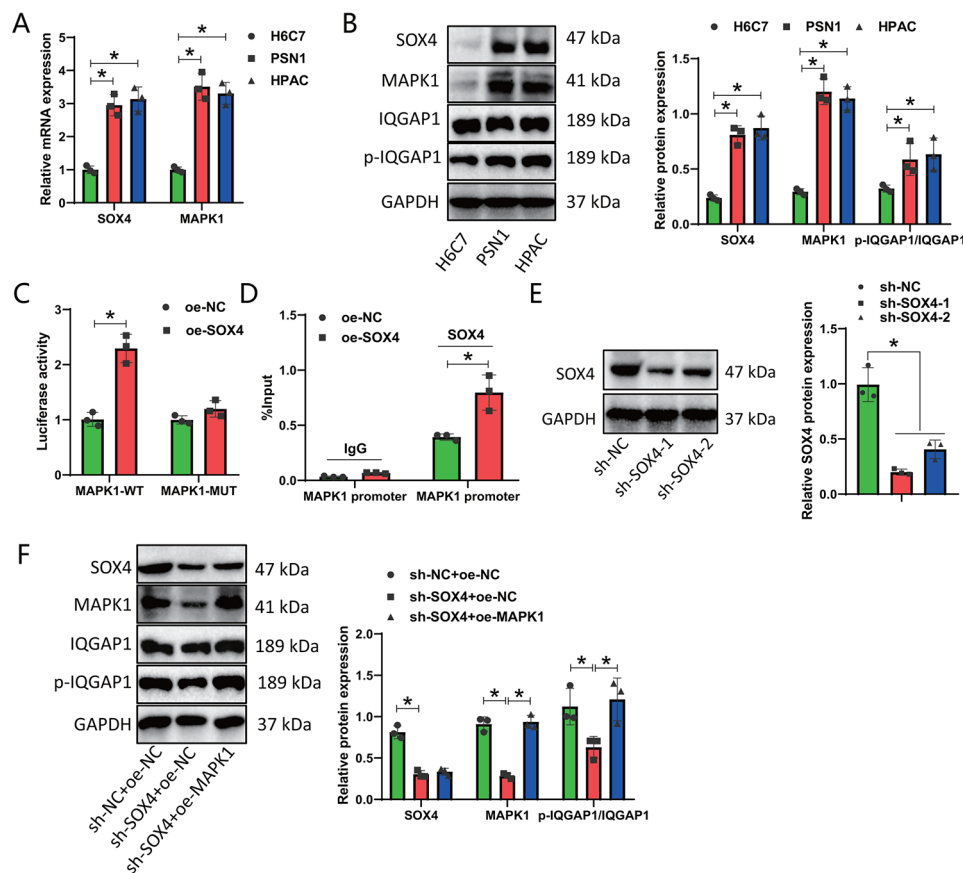 A
Relative mRNA expression
5
4
3
2
1
0
* * * *
SOX4 MAPK1
H6C7
PSN1
HPAC
B
SOX4 47 kDa
MAPK1 41 kDa
IQGAP1 189 kDa
p-IQGAP1 189 kDa
GAPDH 37 kDa
H6C7 PSN1 HPAC
H6C7 PSN1 HPAC
Relative protein expression
1.5
1.0
0.5
0.0
* * * * * *
SOX4 MAPK1 p-IQGAP1/IQGAP1
C
Luciferase activity
3
2
1
0
*
oe-NC
oe-SOX4
MAPK1-WT MAPK1-MUT
D
oe-NC
oe-SOX4
%Input
1.5
1.0
0.5
0.0
IgG
SOX4
*
MAPK1 promoter MAPK1 promoter
E
SOX4 47 kDa
GAPDH 37 kDa
sh-NC sh-SOX4-1 sh-SOX4-2
sh-NC
sh-SOX4-1
sh-SOX4-2
Relative SOX4 protein expression
1.5
1.0
0.5
0.0
*
F
SOX4 47 kDa
MAPK1 41 kDa
IQGAP1 189 kDa
p-IQGAP1 189 kDa
GAPDH 37 kDa
sh-NC+oe-NC
sh-SOX4+oe-NC
sh-SOX4+oe-MAPK1
sh-NC+oe-NC
sh-SOX4+oe-NC
sh-SOX4+oe-MAPK1
Relative protein expression
2.0
1.5
1.0
0.5
0.0
* * * * *
SOX4 MAPK1 p-IQGAP1/IQGAP1